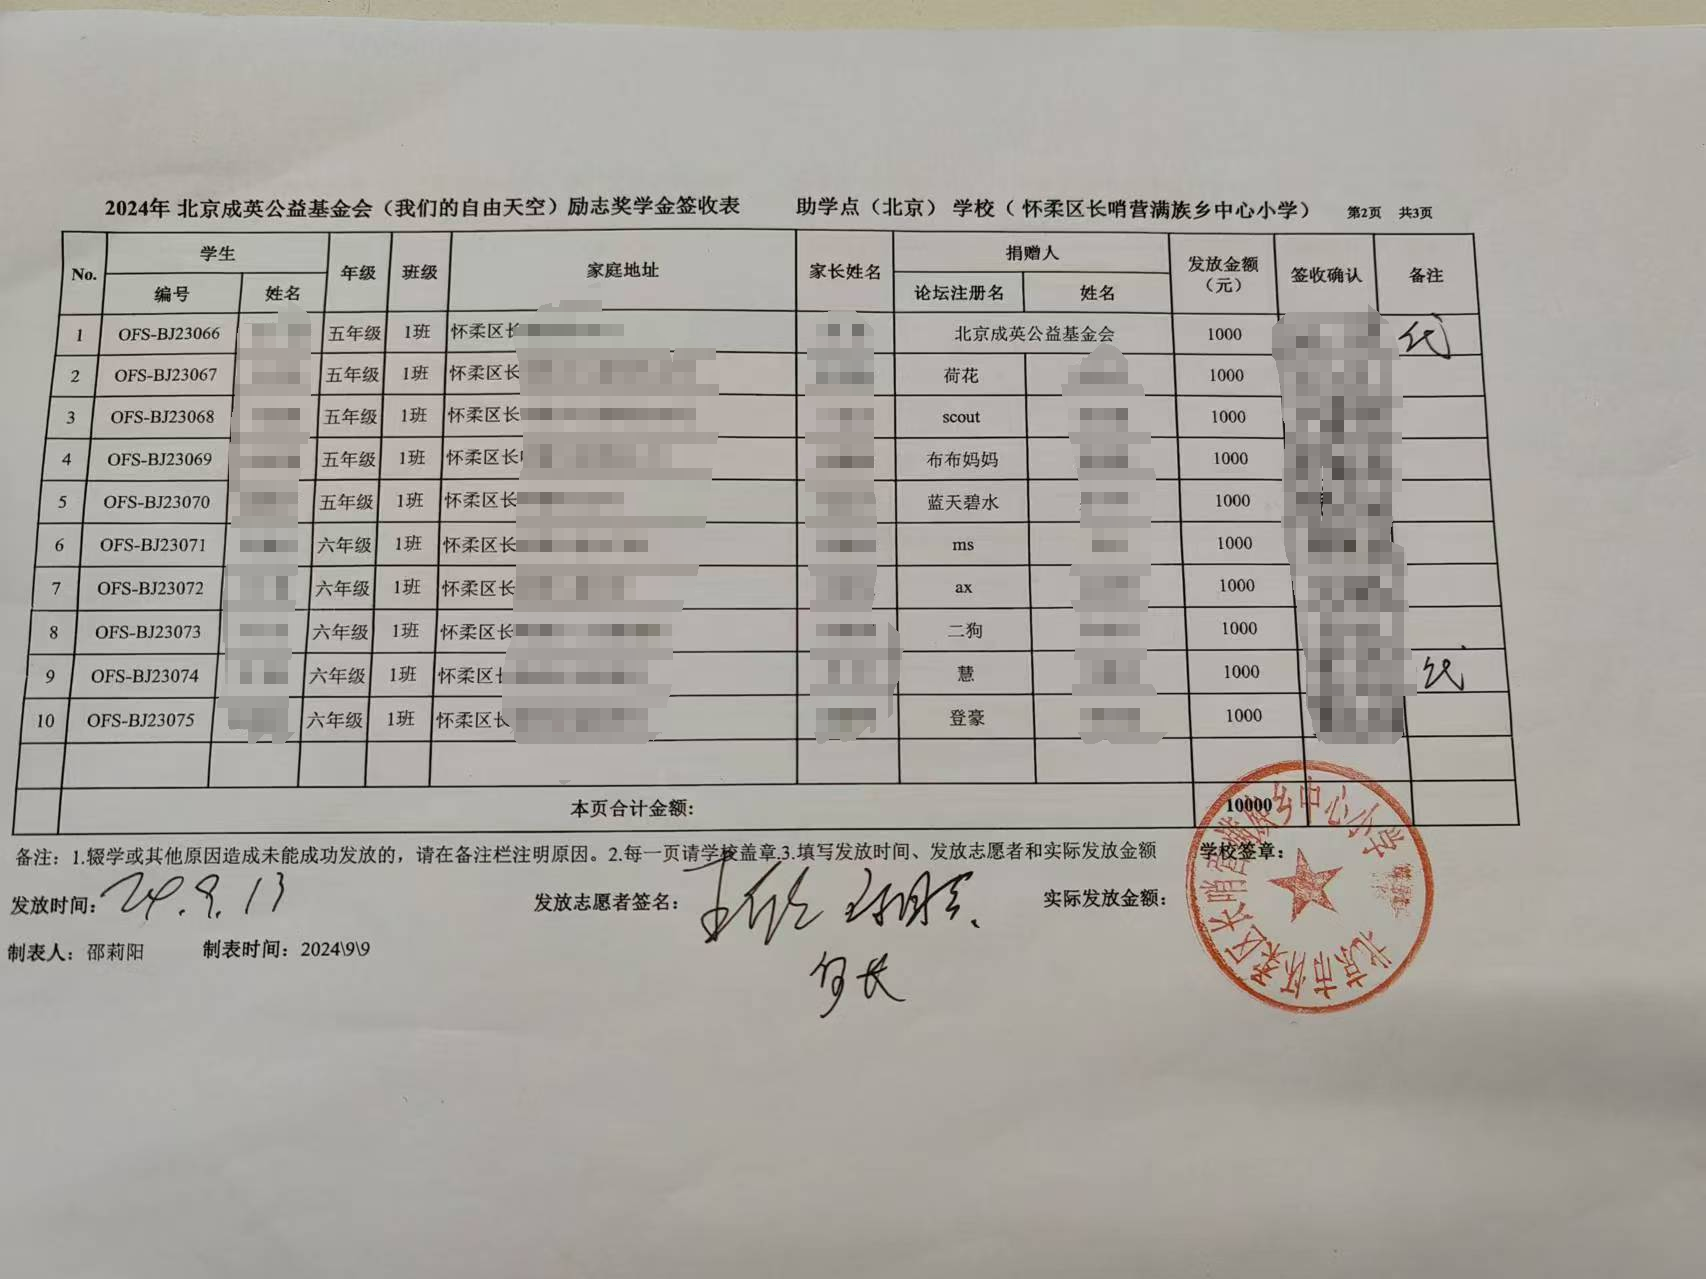 2024年 北京成英公益基金会（我们的自由天空）励志奖学金签收表 助学点（北京） 学校（ 怀柔区长哨营满族乡中心小学） 第2页 共3页
No. 学生 年级 班级 家庭地址 家长姓名 捐赠人 发放金额（元） 签收确认 备注
编号 姓名 论坛注册名 姓名
1 OFS-BJ23066 五年级 1班 怀柔区长 北京成英公益基金会 1000 代
2 OFS-BJ23067 五年级 1班 怀柔区长 荷花 1000
3 OFS-BJ23068 五年级 1班 怀柔区长 scout 1000
4 OFS-BJ23069 五年级 1班 怀柔区长 布布妈妈 1000
5 OFS-BJ23070 五年级 1班 怀柔区长 蓝天碧水 1000
6 OFS-BJ23071 六年级 1班 怀柔区长 ms 1000
7 OFS-BJ23072 六年级 1班 怀柔区长 ax 1000
8 OFS-BJ23073 六年级 1班 怀柔区长 二狗 1000
9 OFS-BJ23074 六年级 1班 怀柔区长 慧 1000 代
10 OFS-BJ23075 六年级 1班 怀柔区长 登豪 1000
本页合计金额: 10000
备注：1.辍学或其他原因造成未能成功发放的，请在备注栏注明原因。2.每一页请学校盖章.3.填写发放时间、发放志愿者和实际发放金额 学校签章：
发放时间：24.9.13 发放志愿者签名： 实际发放金额：
制表人：邵莉阳 制表时间：2024\9\9
北京市怀柔区长哨营满族乡中心小学